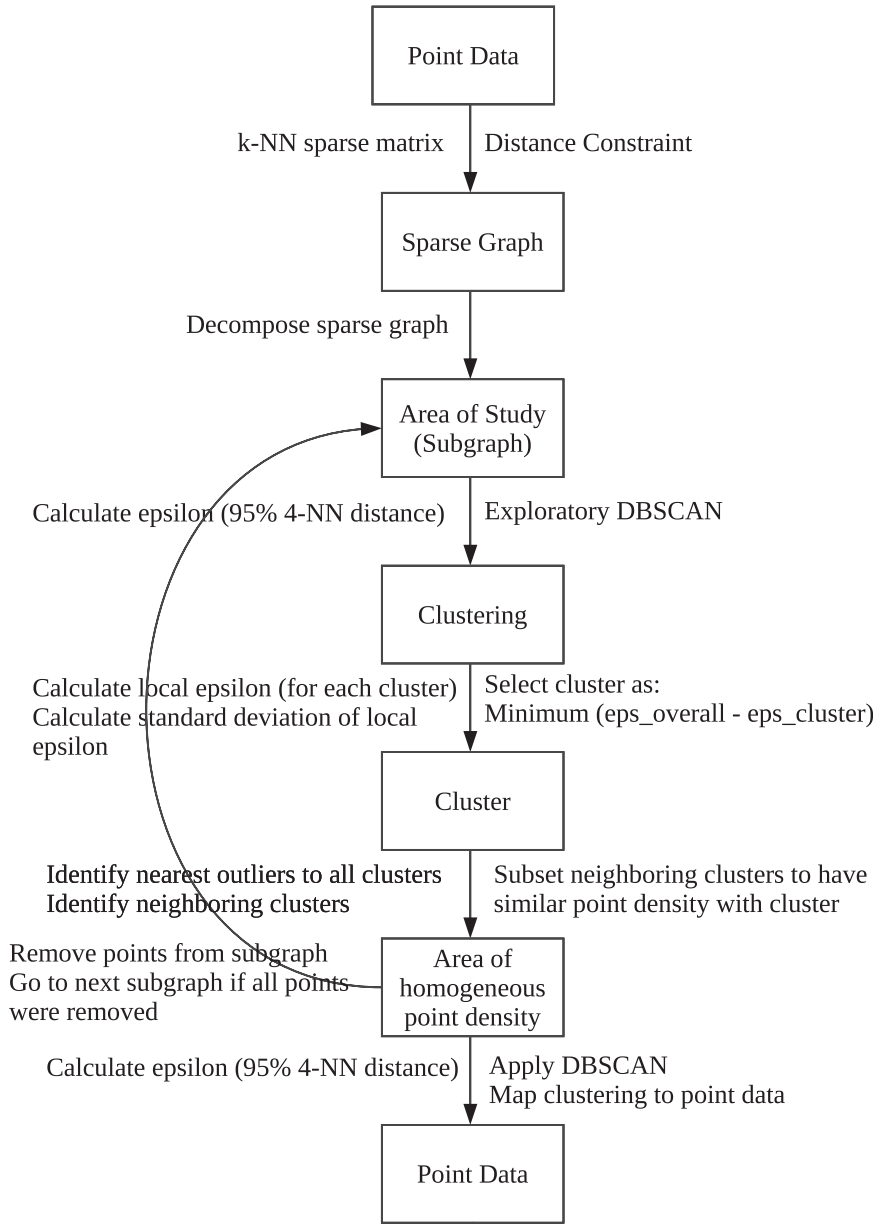 Point Data
k-NN sparse matrix
Distance Constraint
Sparse Graph
Decompose sparse graph
Area of Study
(Subgraph)
Calculate epsilon (95% 4-NN distance)
Exploratory DBSCAN
Clustering
Calculate local epsilon (for each cluster)
Calculate standard deviation of local
epsilon
Select cluster as:
Minimum (eps_overall - eps_cluster)
Cluster
Identify nearest outliers to all clusters
Identify neighboring clusters
Subset neighboring clusters to have
similar point density with cluster
Remove points from subgraph
Go to next subgraph if all points
were removed
Area of
homogeneous
point density
Calculate epsilon (95% 4-NN distance)
Apply DBSCAN
Map clustering to point data
Point Data